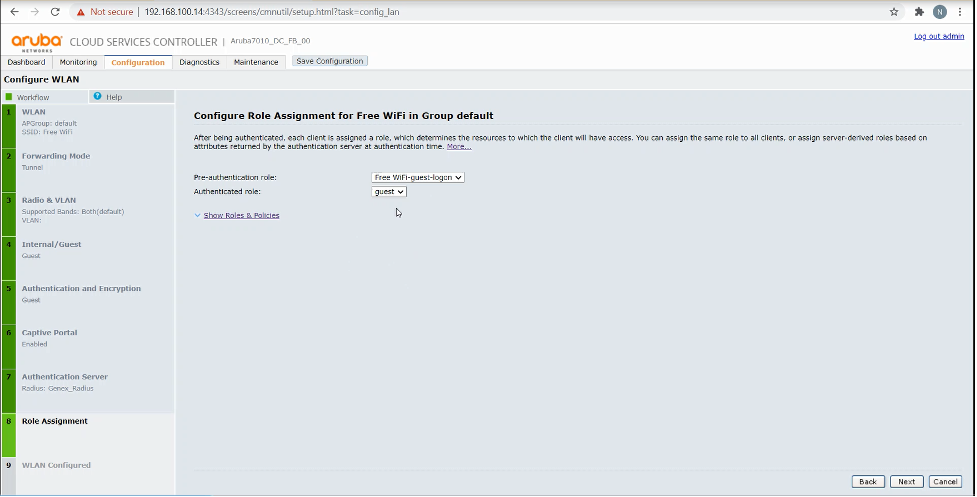 Not secure | 192.168.100.14:4343/screens/cmnutil/setup.html?task=config_lan
N
aruba NETWORKS CLOUD SERVICES CONTROLLER | Aruba7010_DC_FB_00
Log out admin
Dashboard Monitoring Configuration Diagnostics Maintenance Save Configuration
Configure WLAN
Workflow ? Help
1 WLAN
APGroup: default
SSID: Free WiFi
2 Forwarding Mode
Tunnel
3 Radio & VLAN
Supported Bands: Both(default)
VLAN:
4 Internal/Guest
Guest
5 Authentication and Encryption
Guest
6 Captive Portal
Enabled
7 Authentication Server
Radius: Genex_Radius
8 Role Assignment
9 WLAN Configured
Configure Role Assignment for Free WiFi in Group default
After being authenticated, each client is assigned a role, which determines the resources to which the client will have access. You can assign the same role to all clients, or assign server-derived roles based on
attributes returned by the authentication server at authentication time. More...
Pre-authentication role: Free WiFi-guest-logon
Authenticated role: guest
Show Roles & Policies
Back Next Cancel